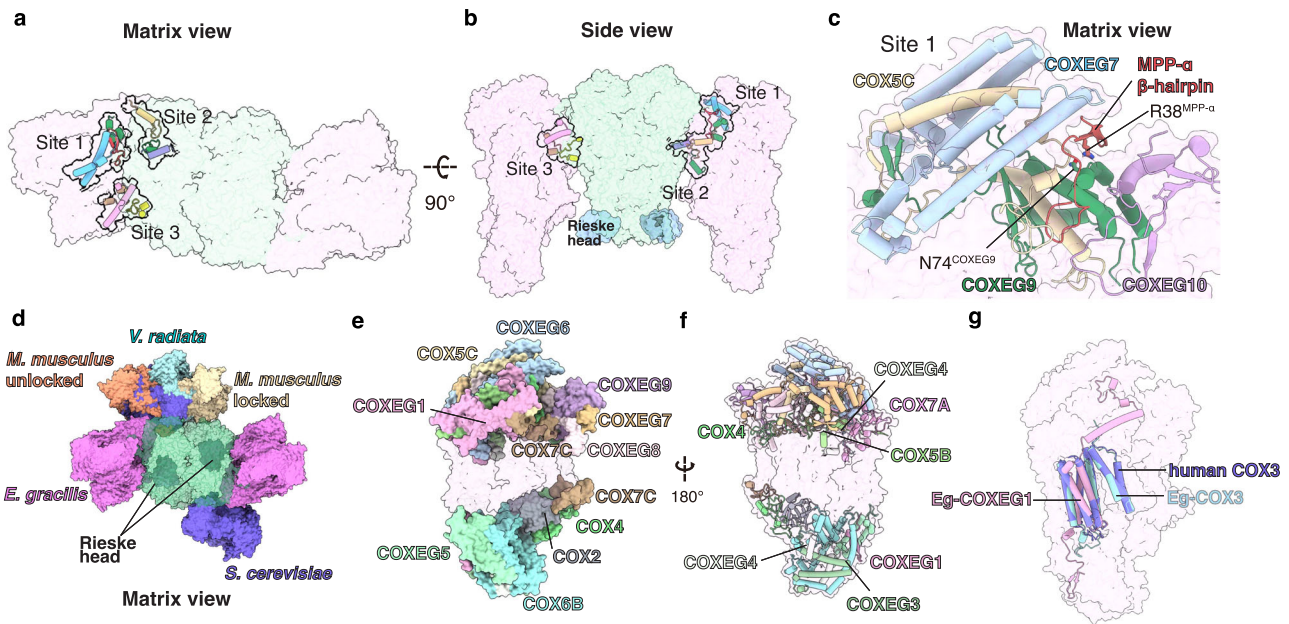 a
Matrix view
Site 1
Site 2
Site 3
90°
b
Side view
Site 1
Site 3
Site 2
Rieske
head
c
Matrix view
Site 1
COX5C
COXEG7
MPP-α
β-hairpin
R38MPP-α
N74COXEG9
COXEG9
COXEG10
d
V. radiata
M. musculus
unlocked
M. musculus
locked
E. gracilis
Rieske
head
S. cerevisiae
Matrix view
e
COXEG6
COX5C
COXEG9
COXEG1
COXEG7
COX7C
COXEG8
COX7C
COX4
COXEG5
COX2
COX6B
180°
f
COXEG4
COX7A
COX4
COX5B
COXEG4
COXEG1
COXEG3
g
human COX3
Eg-COXEG1
Eg-COX3